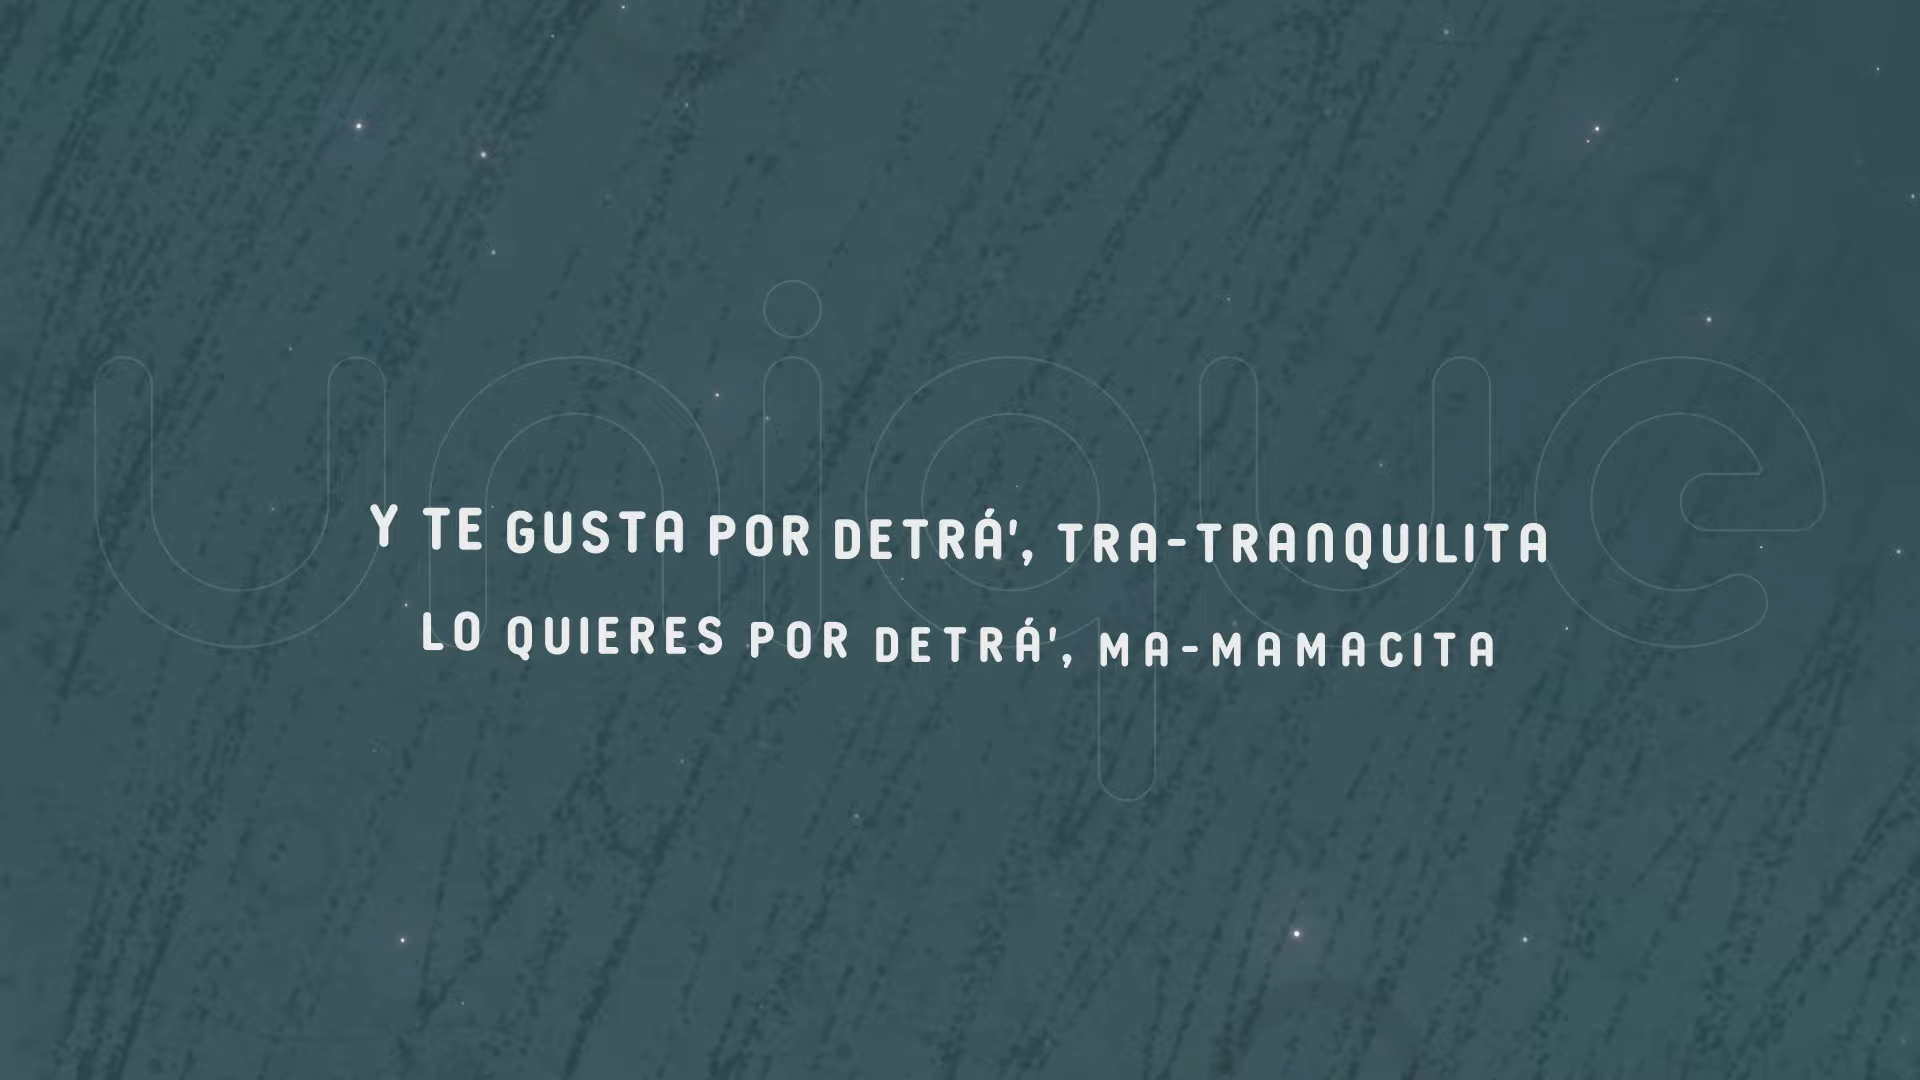 unique
Y TE GUSTA POR DETRÁ', TRA-TRANQUILITA
LO QUIERES POR DETRÁ', MA-MAMACITA